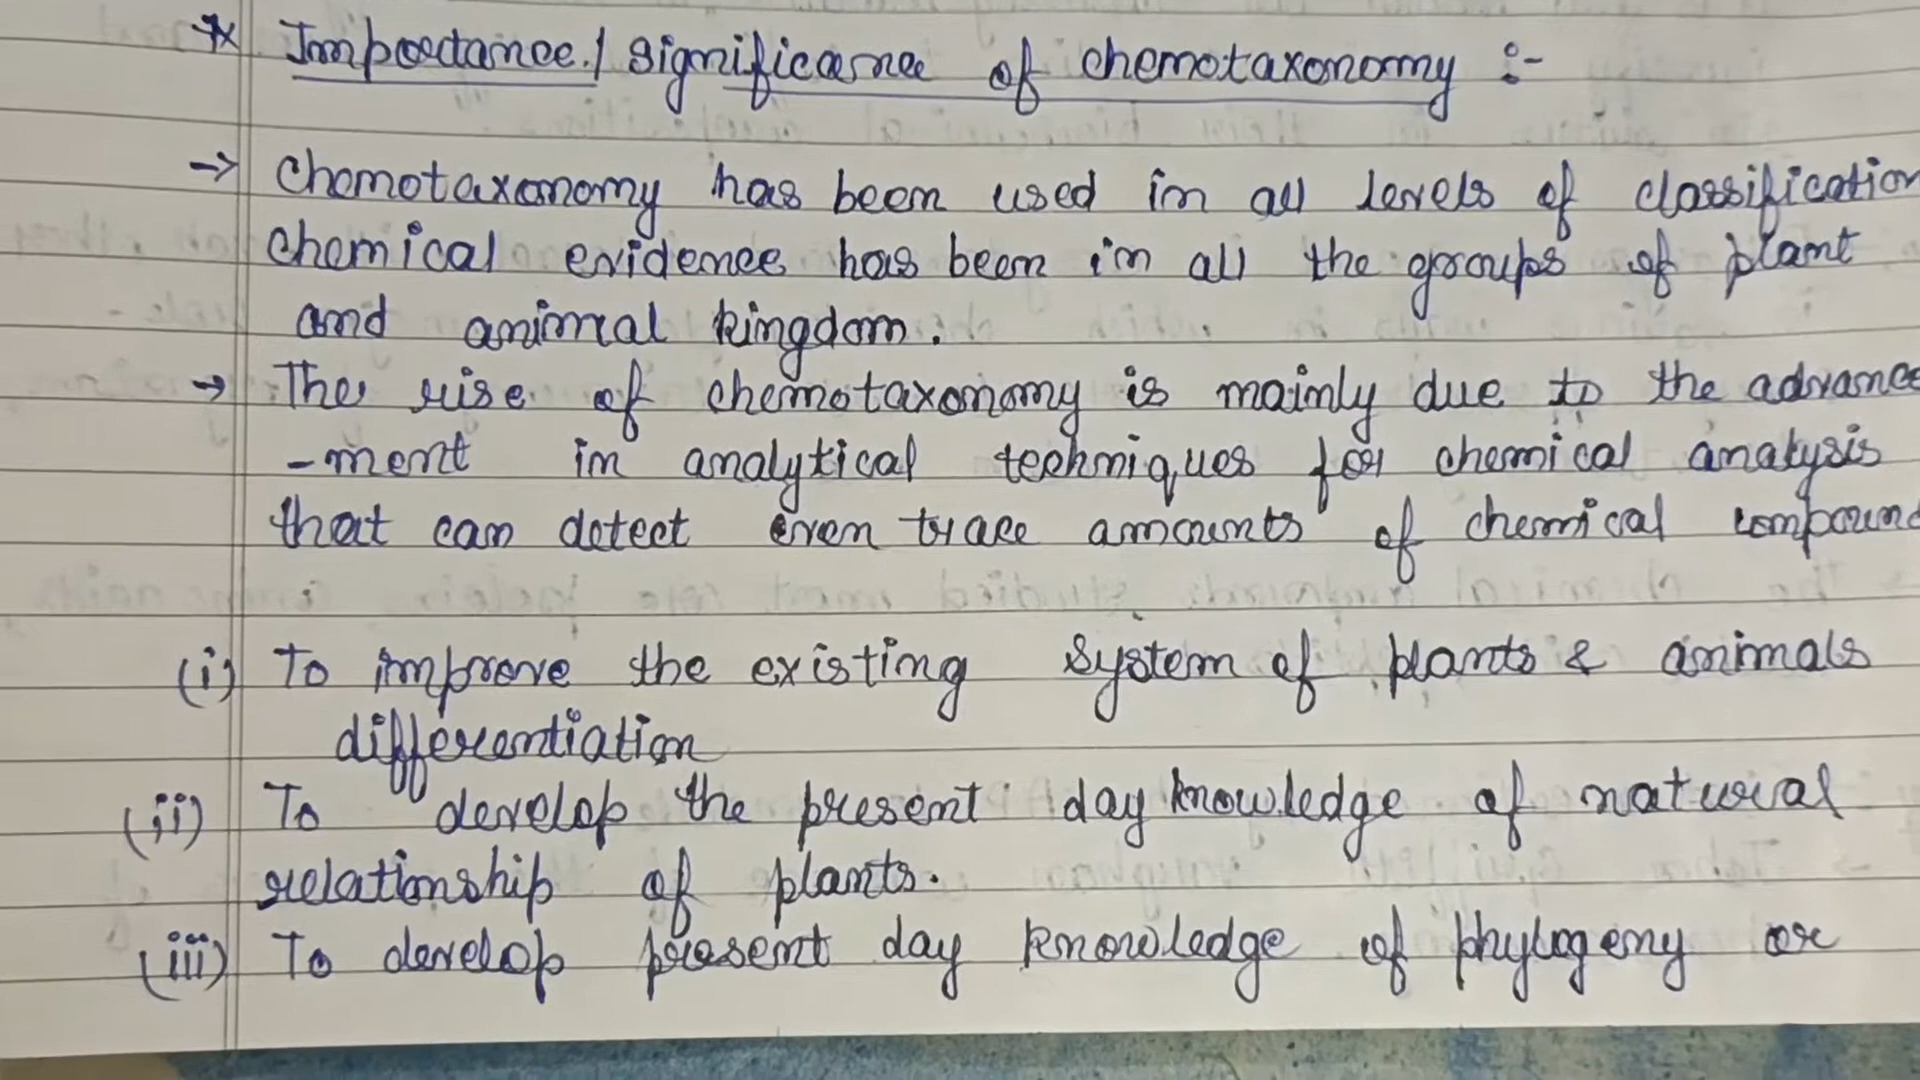 * Importance / significance of chemotaxonomy :-
→ Chemotaxonomy has been used in all levels of classification
chemical evidence has been in all the groups of plant
and animal kingdom.
→ The rise of chemotaxonomy is mainly due to the advance
-ment in analytical techniques for chemical analysis
that can detect even trace amounts of chemical compound
(i) To improve the existing system of plants & animals
differentiation
(ii) To develop the present day knowledge of natural
relationship of plants.
(iii) To develop present day knowledge of phylogeny or